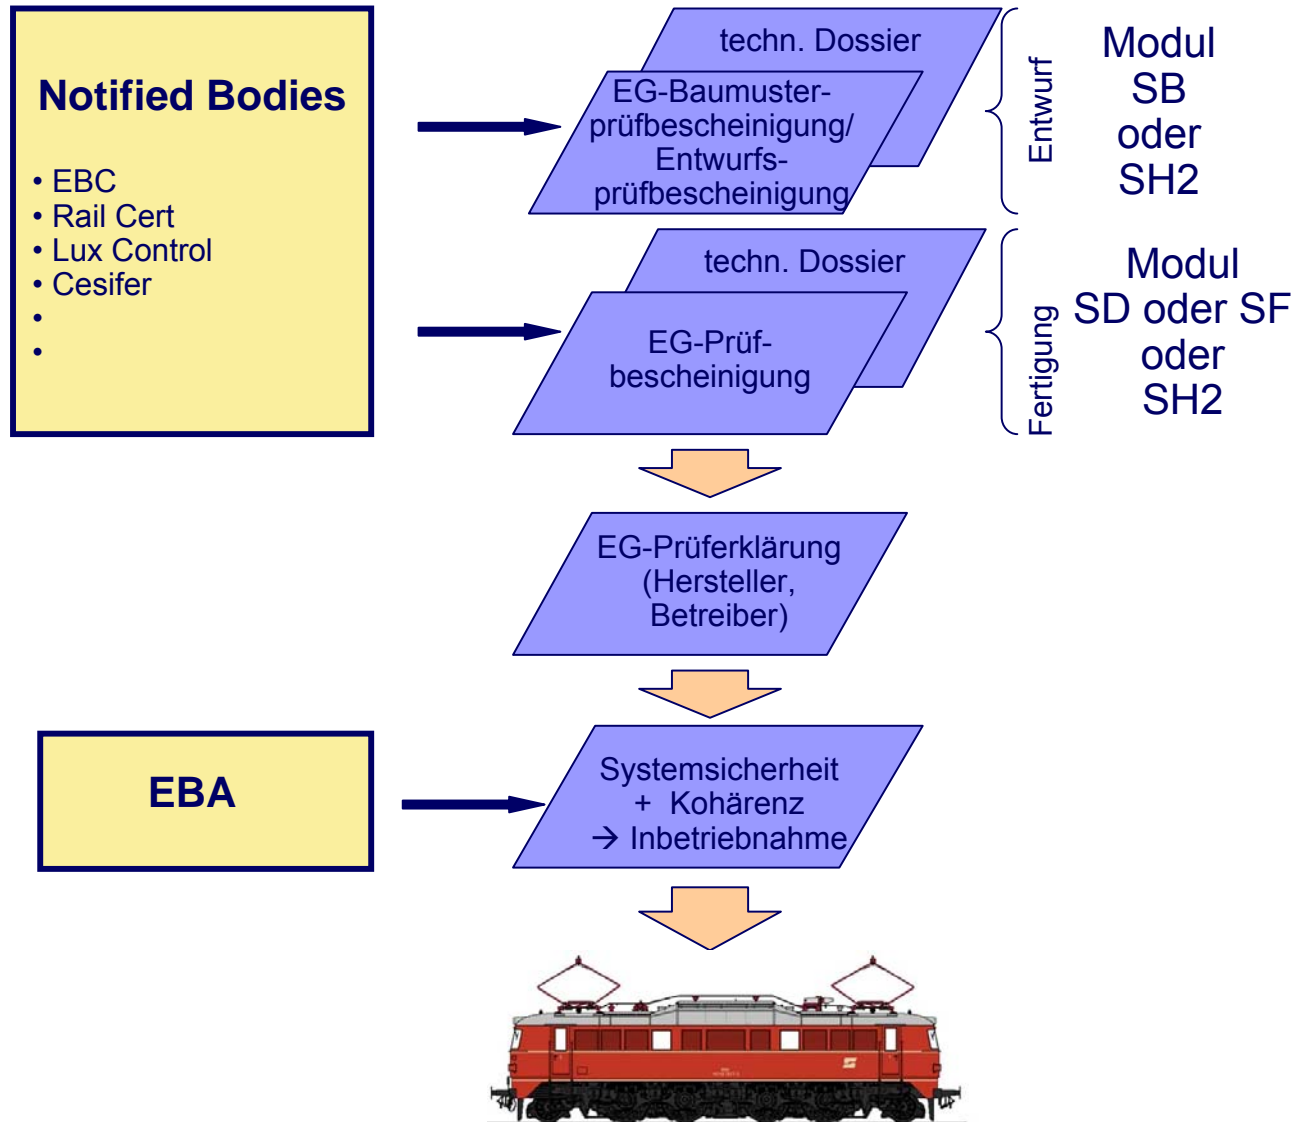 Notified Bodies
• EBC
• Rail Cert
• Lux Control
• Cesifer
•
•
techn. Dossier
EG-Baumuster-
prüfbescheinigung/
Entwurfs-
prüfbescheinigung
Entwurf
Modul
SB
oder
SH2
techn. Dossier
EG-Prüf-
bescheinigung
Fertigung
Modul
SD oder SF
oder
SH2
EG-Prüferklärung
(Hersteller,
Betreiber)
EBA
Systemsicherheit
+ Kohärenz
→ Inbetriebnahme